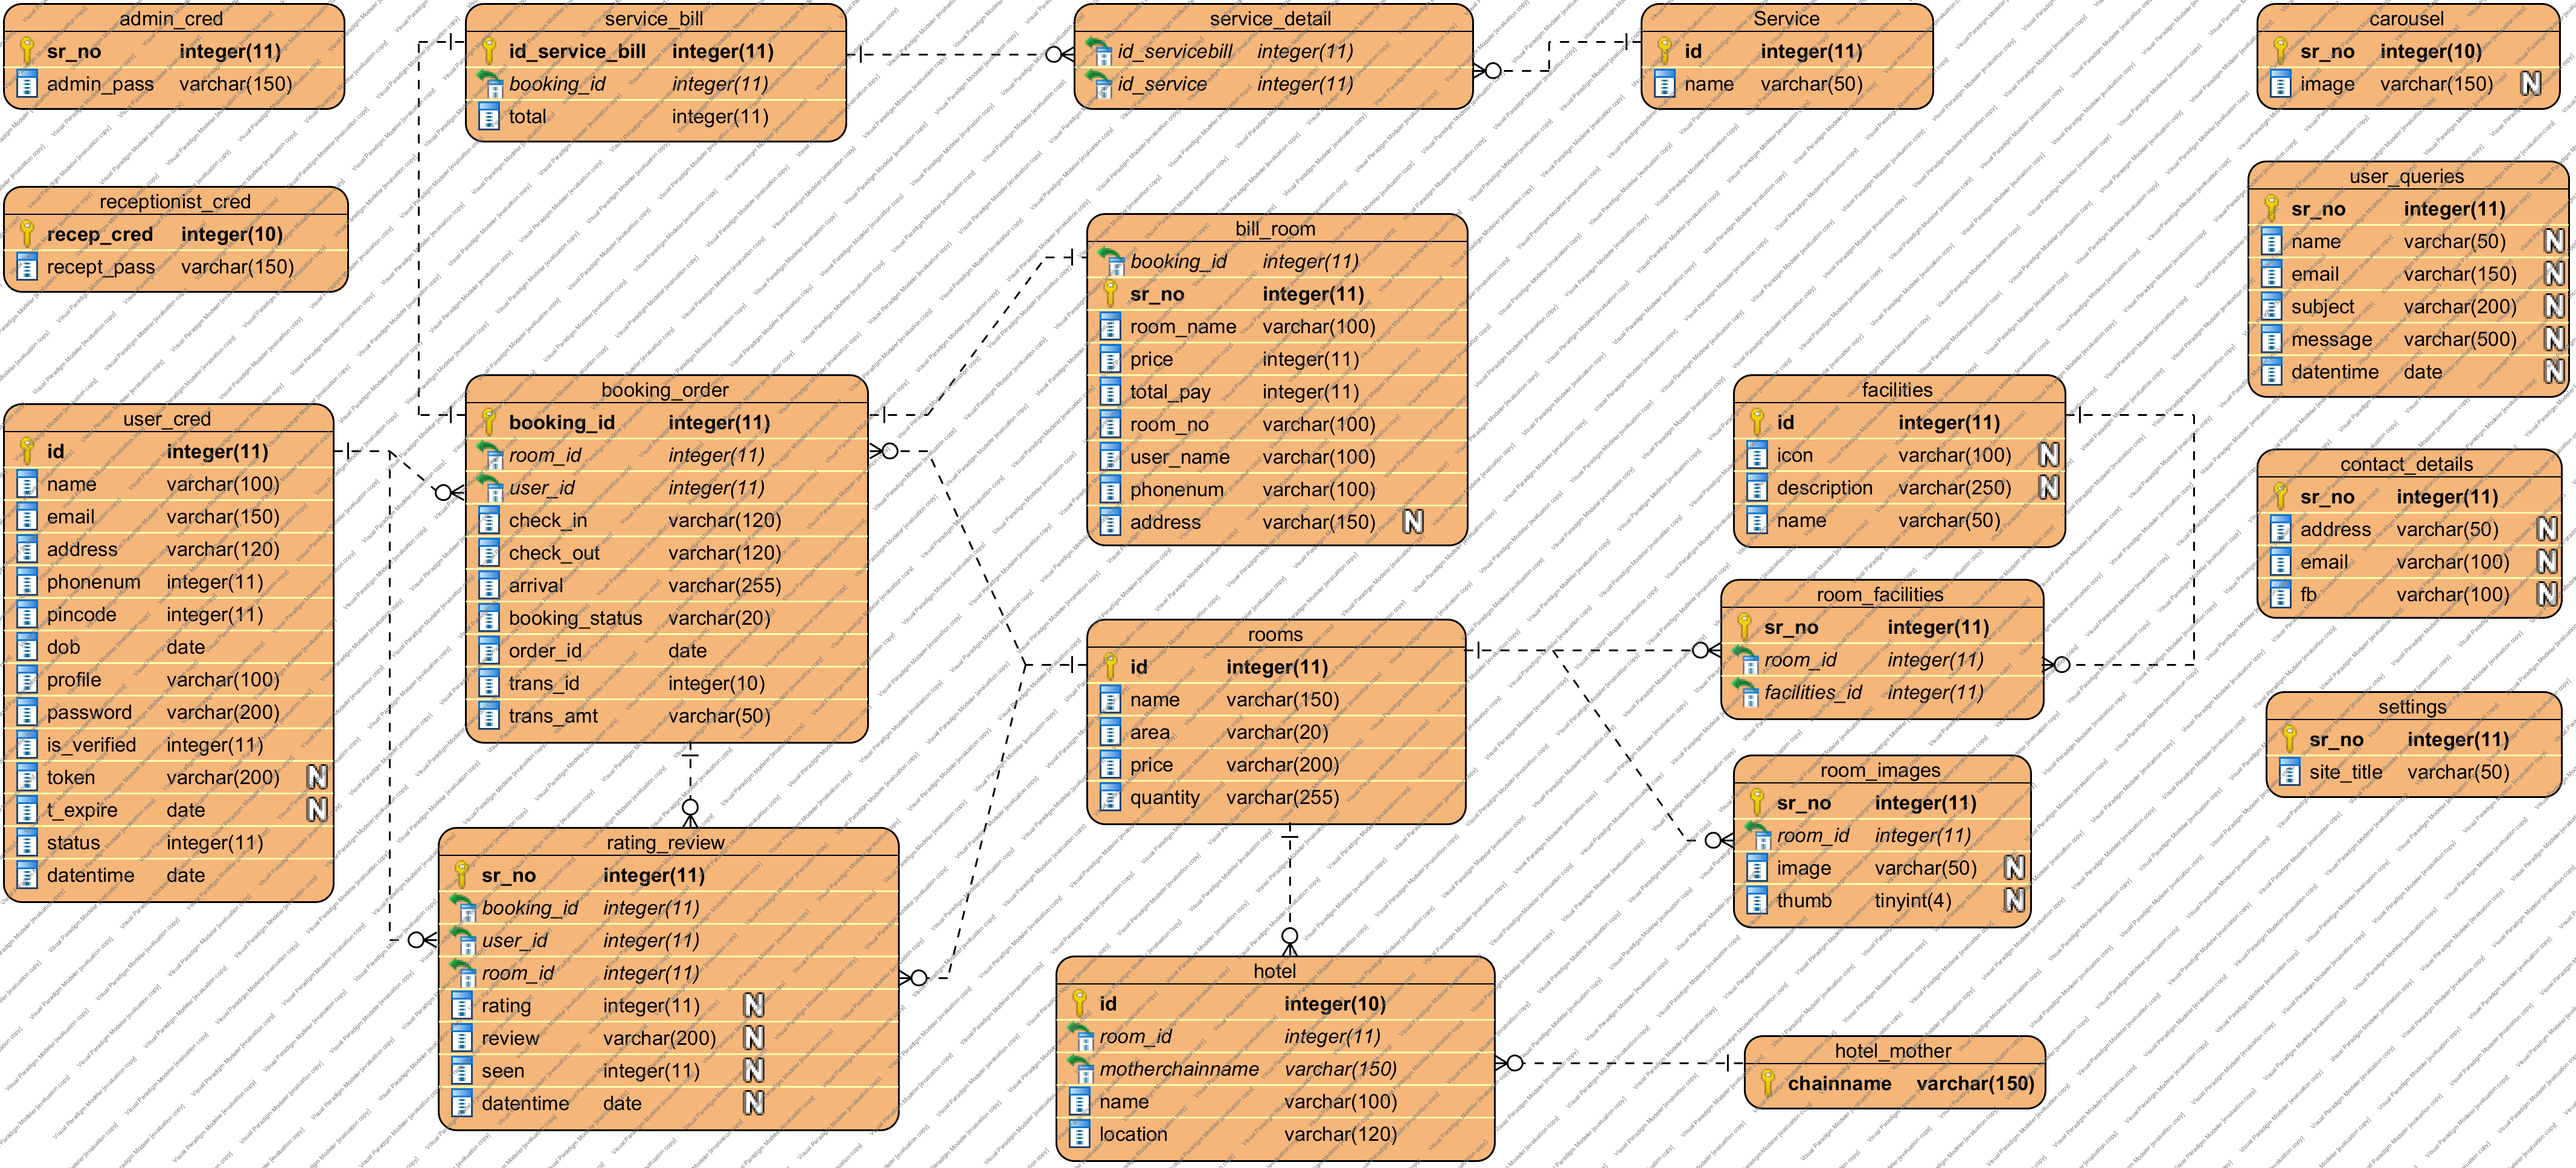 admin_cred
sr_no integer(11)
admin_pass varchar(150)
service_bill
id_service_bill integer(11)
booking_id integer(11)
total integer(11)
service_detail
id_servicebill integer(11)
id_service integer(11)
Service
id integer(11)
name varchar(50)
carousel
sr_no integer(10)
image varchar(150) N
receptionist_cred
recep_cred integer(10)
recept_pass varchar(150)
bill_room
booking_id integer(11)
sr_no integer(11)
room_name varchar(100)
price integer(11)
total_pay integer(11)
room_no varchar(100)
user_name varchar(100)
phonenum varchar(100)
address varchar(150) N
user_queries
sr_no integer(11)
name varchar(50) N
email varchar(150) N
subject varchar(200) N
message varchar(500) N
datentime date N
user_cred
id integer(11)
name varchar(100)
email varchar(150)
address varchar(120)
phonenum integer(11)
pincode integer(11)
dob date
profile varchar(100)
password varchar(200)
is_verified integer(11)
token varchar(200) N
t_expire date N
status integer(11)
datentime date
booking_order
booking_id integer(11)
room_id integer(11)
user_id integer(11)
check_in varchar(120)
check_out varchar(120)
arrival varchar(255)
booking_status varchar(20)
order_id date
trans_id integer(10)
trans_amt varchar(50)
facilities
id integer(11)
icon varchar(100) N
description varchar(250) N
name varchar(50)
contact_details
sr_no integer(11)
address varchar(50) N
email varchar(100) N
fb varchar(100) N
rooms
id integer(11)
name varchar(150)
area varchar(20)
price varchar(200)
quantity varchar(255)
room_facilities
sr_no integer(11)
room_id integer(11)
facilities_id integer(11)
settings
sr_no integer(11)
site_title varchar(50)
room_images
sr_no integer(11)
room_id integer(11)
image varchar(50) N
thumb tinyint(4) N
rating_review
sr_no integer(11)
booking_id integer(11)
user_id integer(11)
room_id integer(11)
rating integer(11) N
review varchar(200) N
seen integer(11) N
datentime date N
hotel
id integer(10)
room_id integer(11)
motherchainname varchar(150)
name varchar(100)
location varchar(120)
hotel_mother
chainname varchar(150)
Visual Paradigm Modeler [evaluation copy]